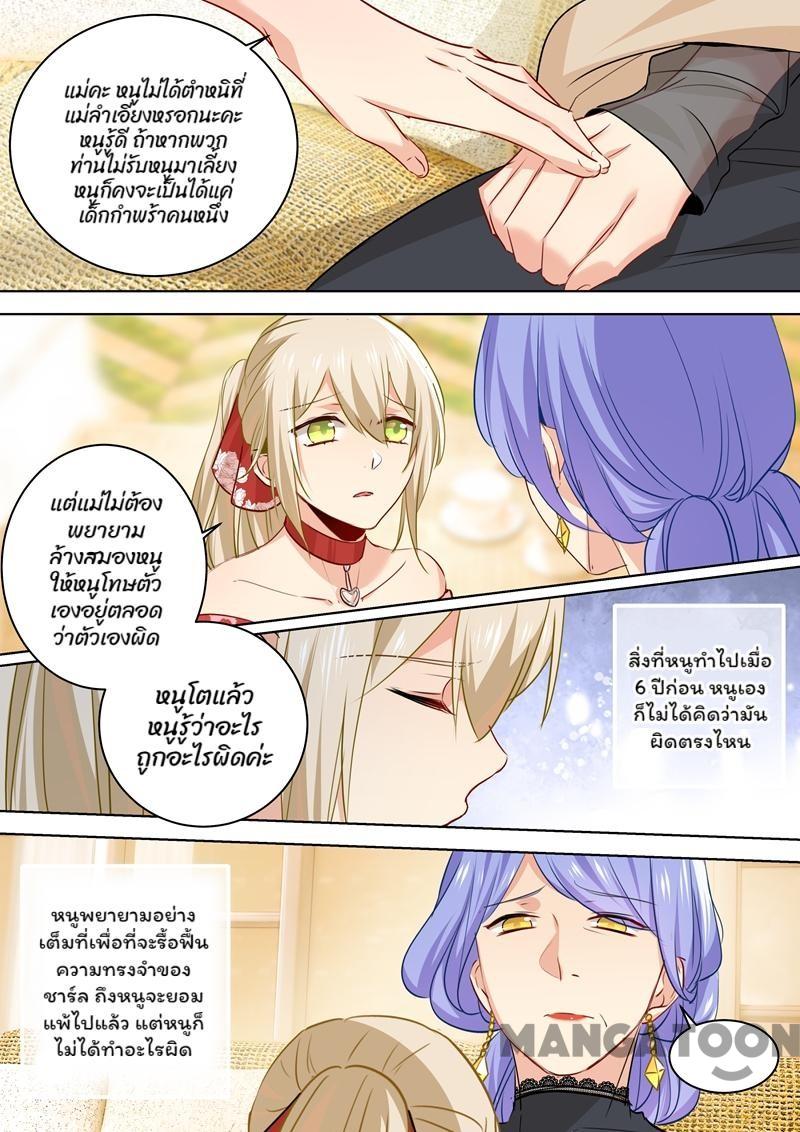 แม่คะ หนูไม่ได้ตำหนิที่
แม่ลำเอียงหรอกนะคะ
หนูรู้ดี ถ้าหากพวก
ท่านไม่รับหนูมาเลี้ยง
หนูก็คงจะเป็นได้แค่
เด็กกำพร้าคนหนึ่ง
แต่แม่ไม่ต้อง
พยายาม
ล้างสมองหนู
ให้หนูโทษตัว
เองอยู่ตลอด
ว่าตัวเองผิด
หนูโตแล้ว
หนูรู้ว่าอะไร
ถูกอะไรผิดค่ะ
สิ่งที่หนูทำไปเมื่อ
6 ปีก่อน หนูเอง
ก็ไม่ได้คิดว่ามัน
ผิดตรงไหน
หนูพยายามอย่าง
เต็มที่เพื่อที่จะรื้อฟื้น
ความทรงจำของ
ชาร์ล ถึงหนูจะยอม
แพ้ไปแล้ว แต่หนูก็
ไม่ได้ทำอะไรผิด
......
MANGATOON